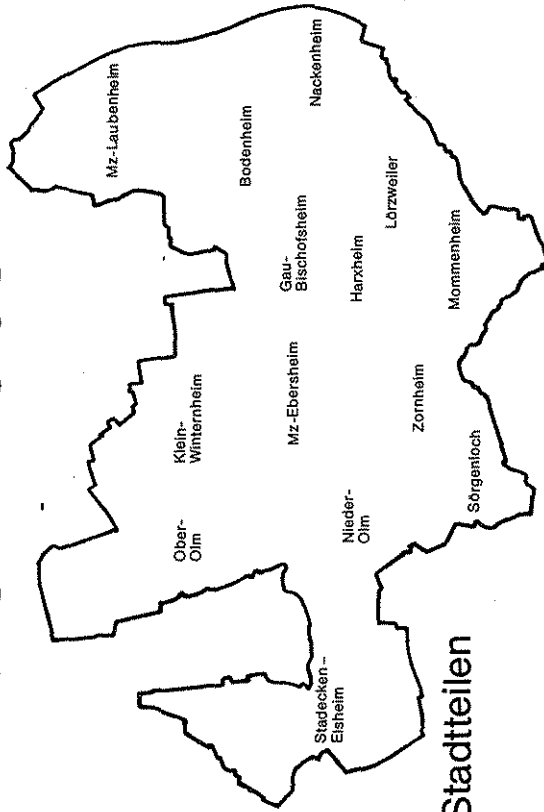 Mz-Laubenheim
Ober-
Olm
Klein-
Winternheim
Bodenheim
Gau-
Bischofsheim
Mz-Ebersheim
Nackenheim
Stadecken-
Elsheim
Nieder-
Olm
Harxheim
Lörzweiler
Zornheim
Mommenheim
Sörgenloch
Stadtteilen